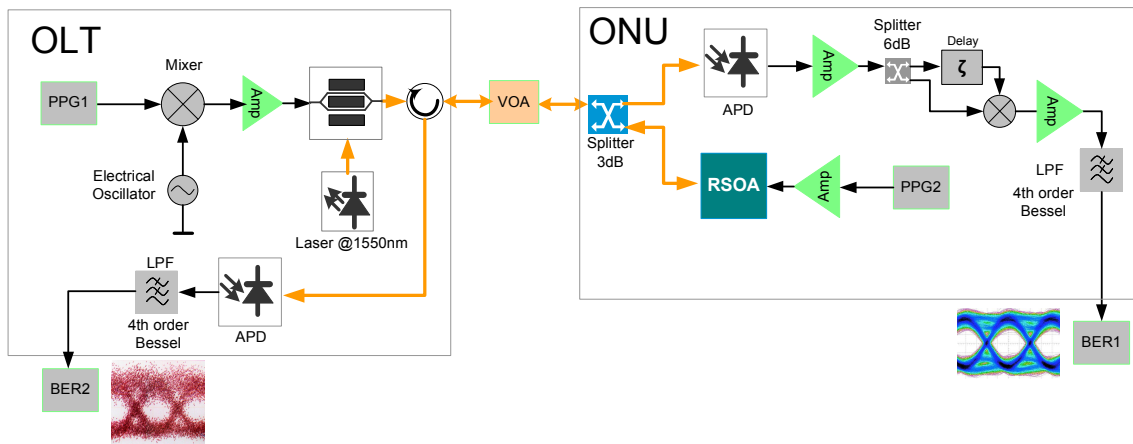 OLT
Mixer
PPG1
Amp
Electrical
Oscillator
Laser @1550nm
LPF
4th order
Bessel
APD
BER2
VOA
ONU
Splitter
3dB
APD
Amp
Splitter
6dB
Delay
ζ
Amp
LPF
4th order
Bessel
RSOA
Amp
PPG2
BER1